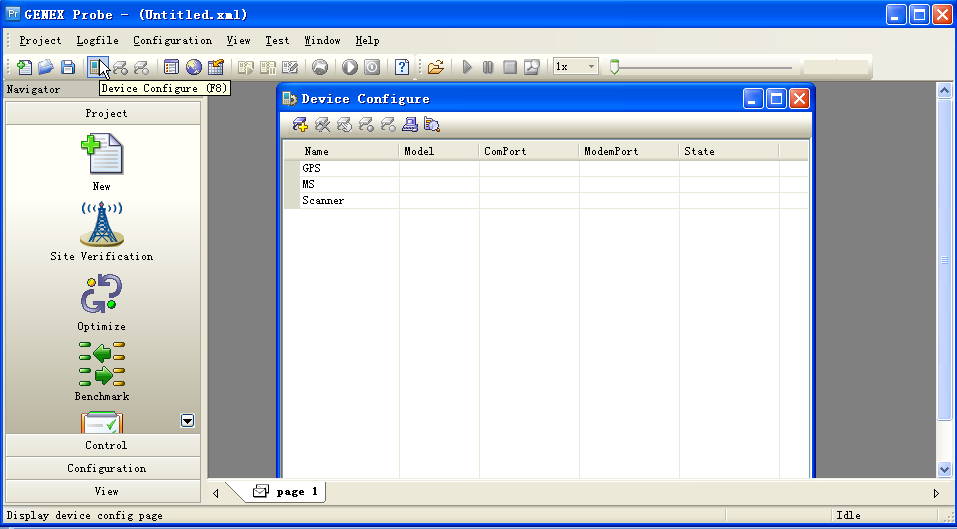 Pr GENEX Probe - (Untitled.xml)
Project Logfile Configuration View Test Window Help
1x
Navigator
Device Configure (F8)
Project
New
Site Verification
Optimize
Benchmark
Control
Configuration
View
Device Configure
Name Model ComPort ModemPort State
GPS
MS
Scanner
page 1
Display device config page
Idle